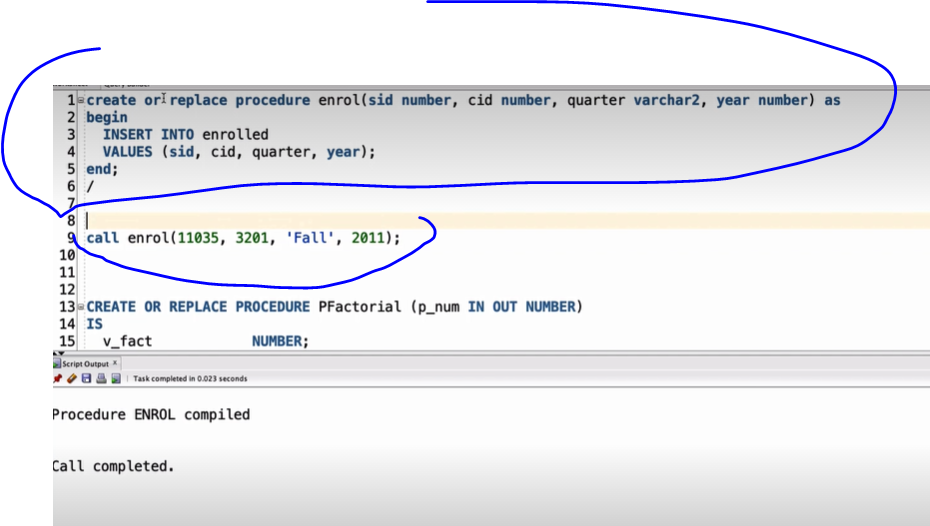 1 create or replace procedure enrol(sid number, cid number, quarter varchar2, year number) as
2 begin
3 INSERT INTO enrolled
4 VALUES (sid, cid, quarter, year);
5 end;
6 /
7
8
9 call enrol(11035, 3201, 'Fall', 2011);
10
11
12
13 CREATE OR REPLACE PROCEDURE PFactorial (p_num IN OUT NUMBER)
14 IS
15 v_fact NUMBER;
Script Output x
Task completed in 0.023 seconds
Procedure ENROL compiled
Call completed.